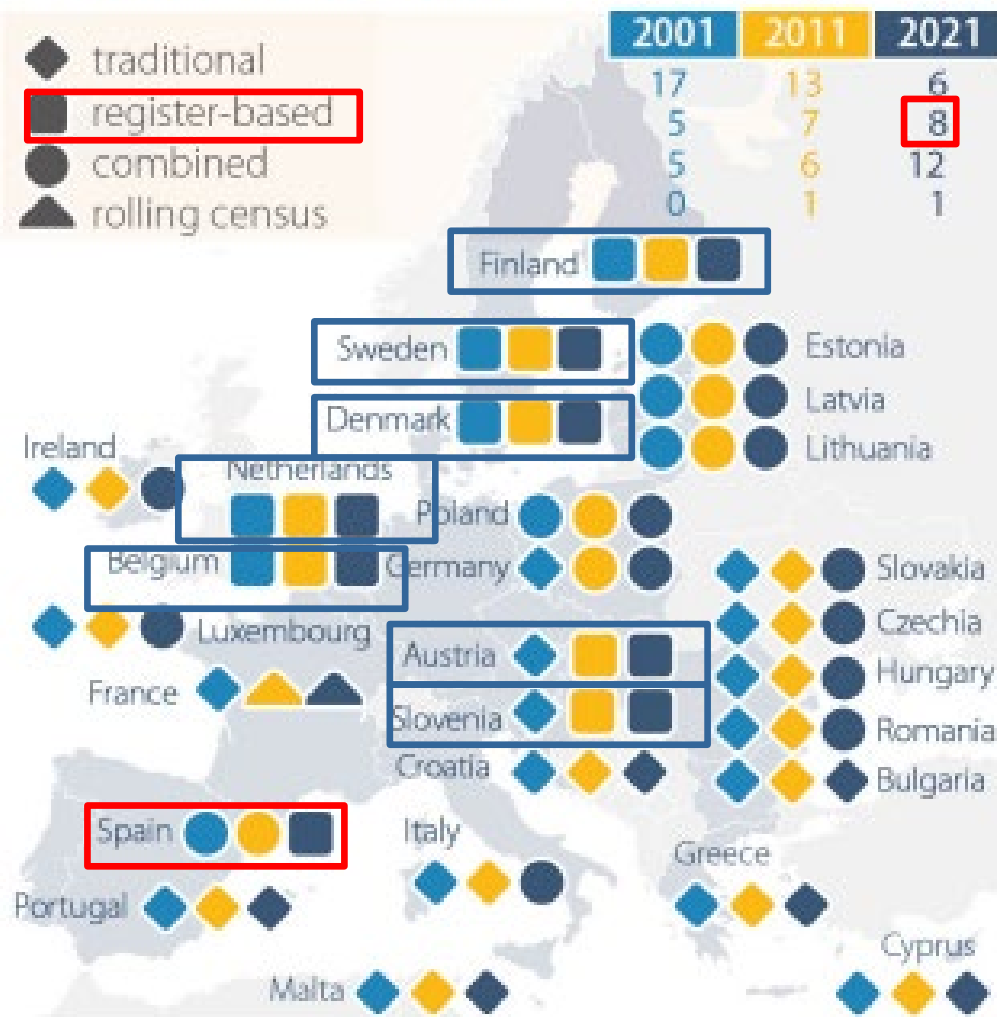 2001 2011 2021
traditional 17 13 6
register-based 5 7 8
combined 5 6 12
rolling census 0 1 1
Finland
Sweden
Estonia
Denmark
Latvia
Ireland
Lithuania
Netherlands
Poland
Belgium
Germany
Slovakia
Luxembourg
Czechia
Austria
Hungary
France
Slovenia
Romania
Croatia
Bulgaria
Spain
Italy
Greece
Portugal
Cyprus
Malta